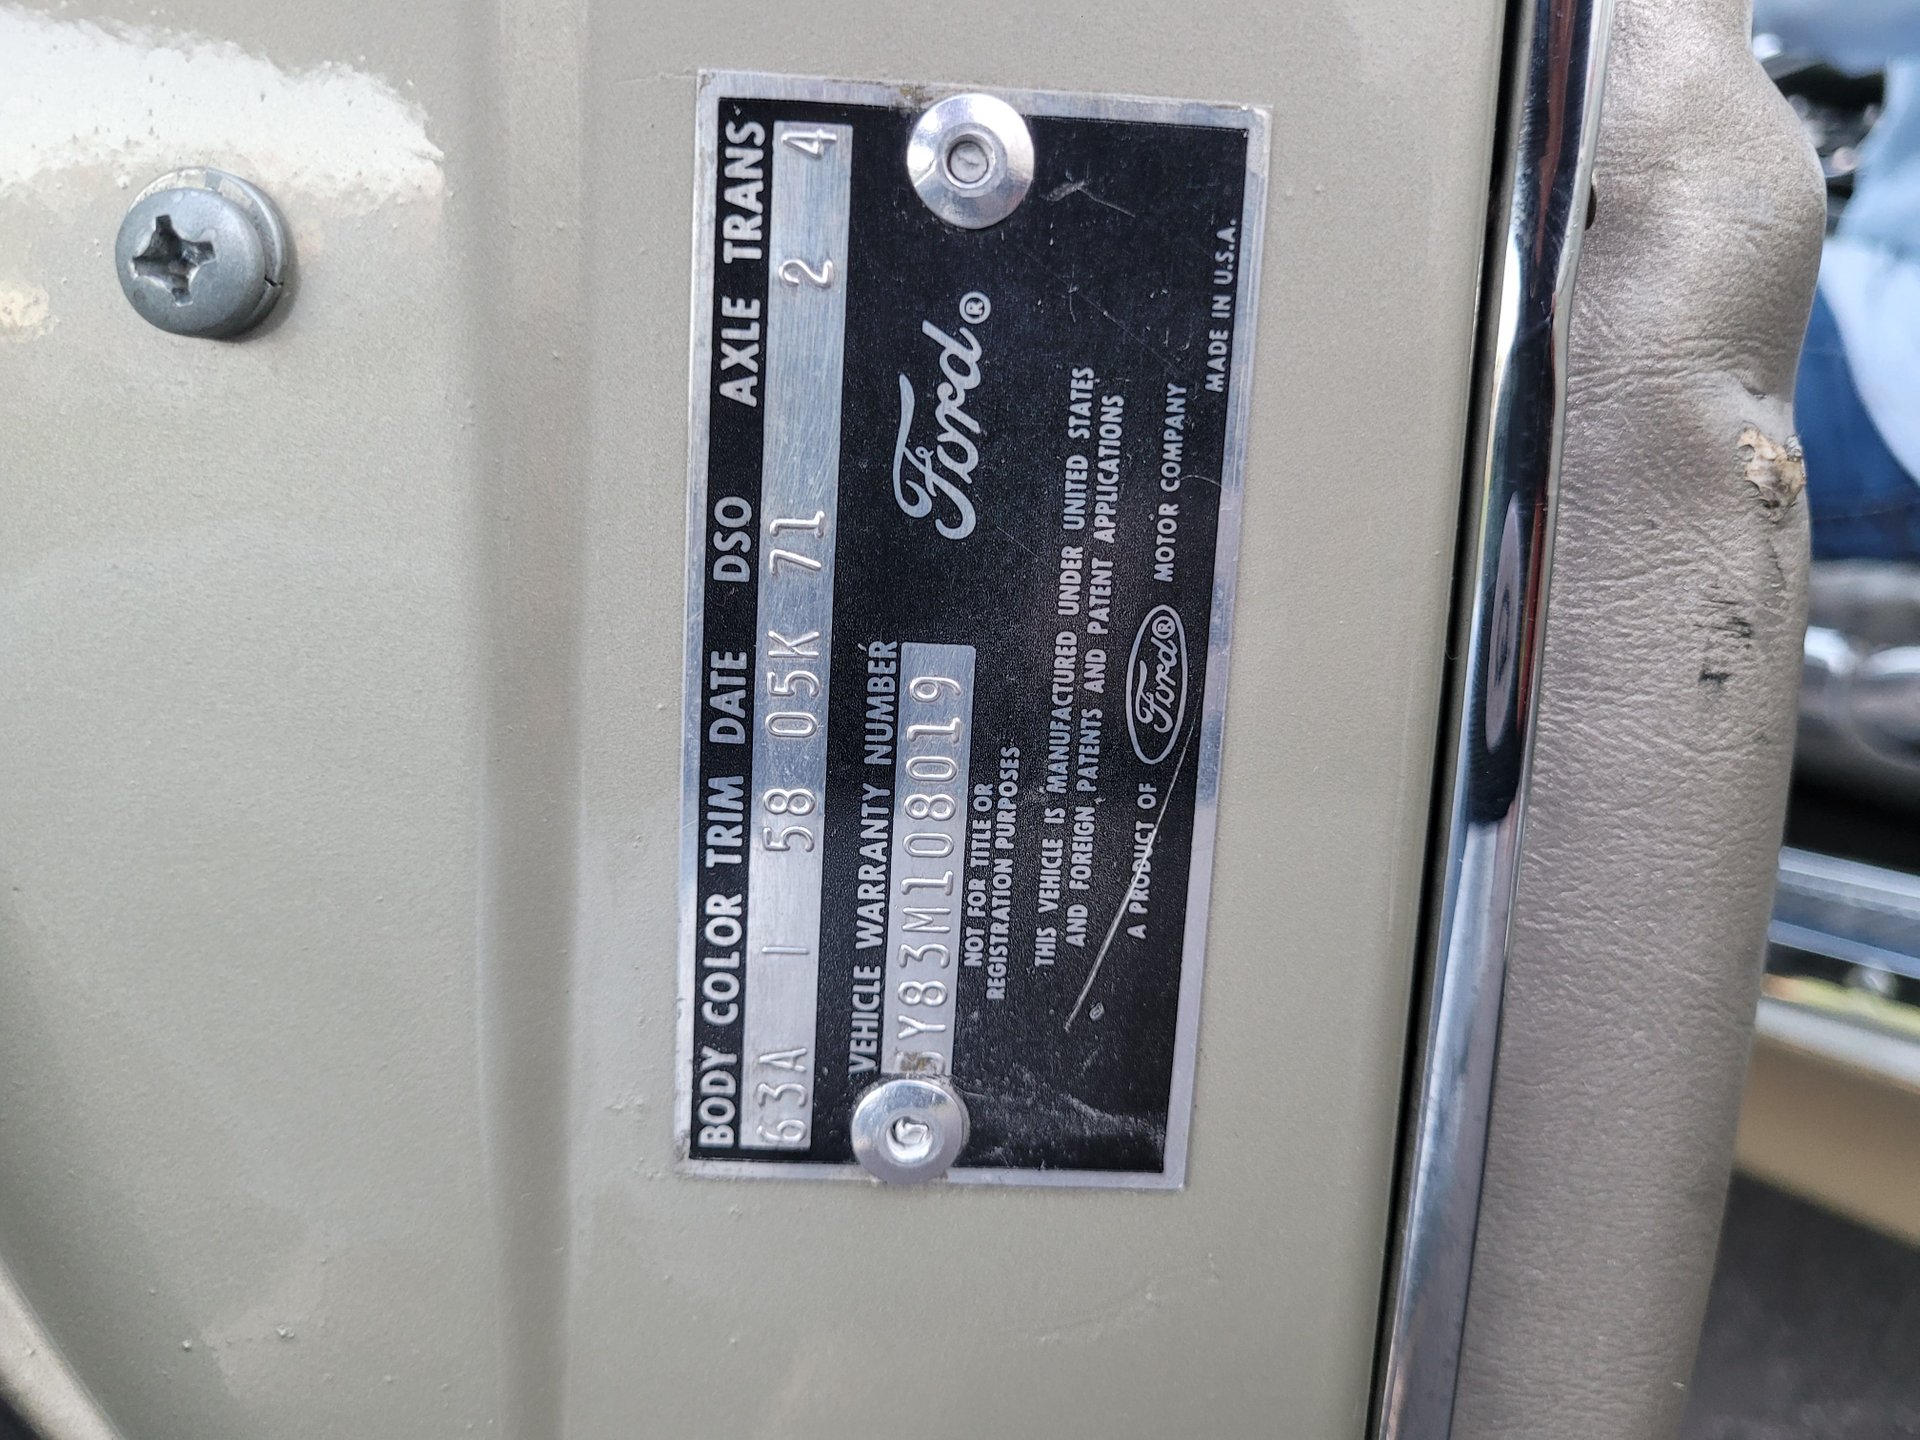 BODY COLOR TRIM DATE DSO AXLE TRANS
63A I 58 05K 71 2 4
VEHICLE WARRANTY NUMBER
5Y83M108019
NOT FOR TITLE OR
REGISTRATION PURPOSES
Ford®
THIS VEHICLE IS MANUFACTURED UNDER UNITED STATES
AND FOREIGN PATENTS AND PATENT APPLICATIONS
A PRODUCT OF Ford® MOTOR COMPANY
MADE IN U.S.A.